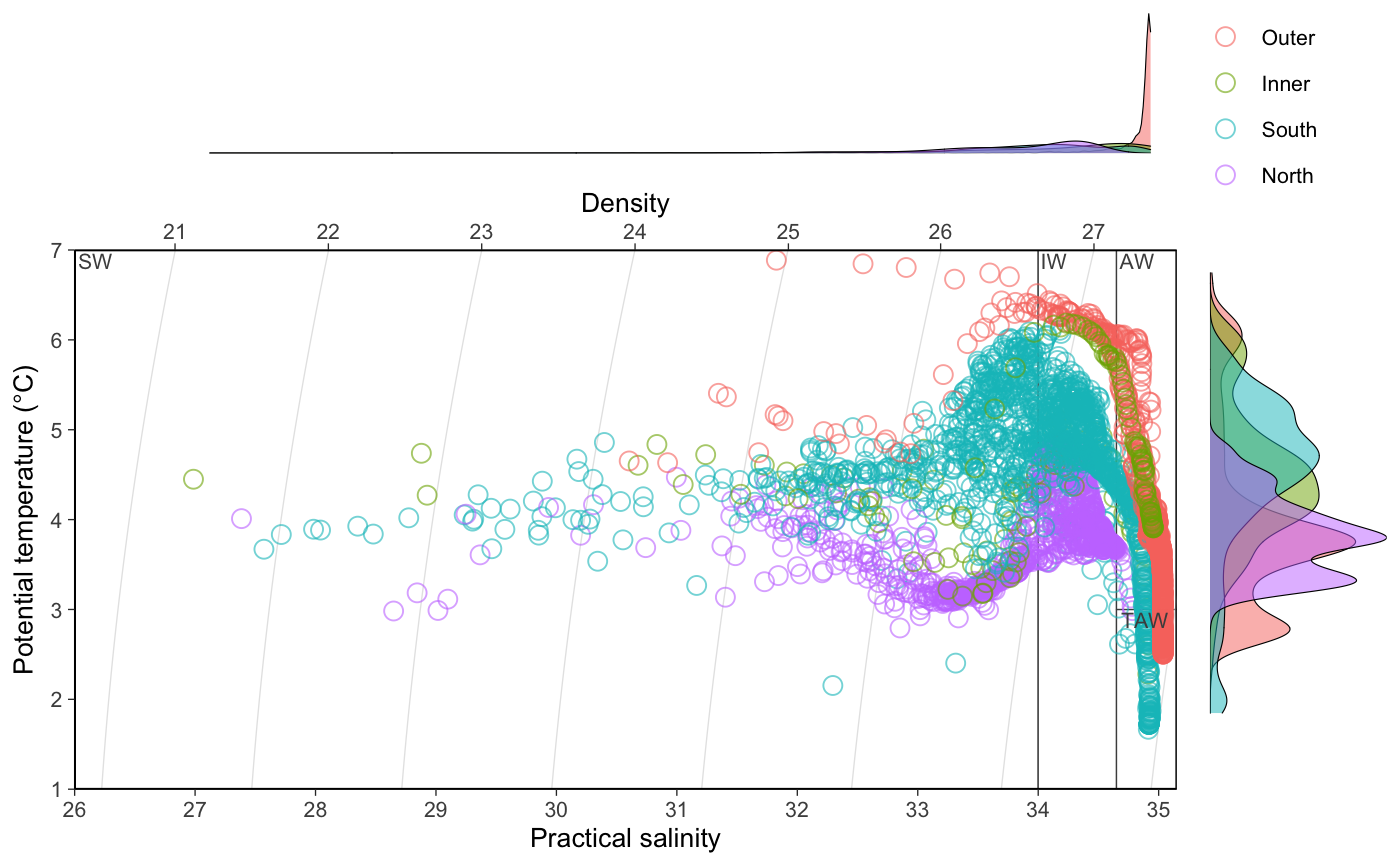 Outer
Inner
South
North
Density
21 22 23 24 25 26 27
SW IW AW
TAW
7
6
5
4
3
2
1
Potential temperature (°C)
26 27 28 29 30 31 32 33 34 35
Practical salinity